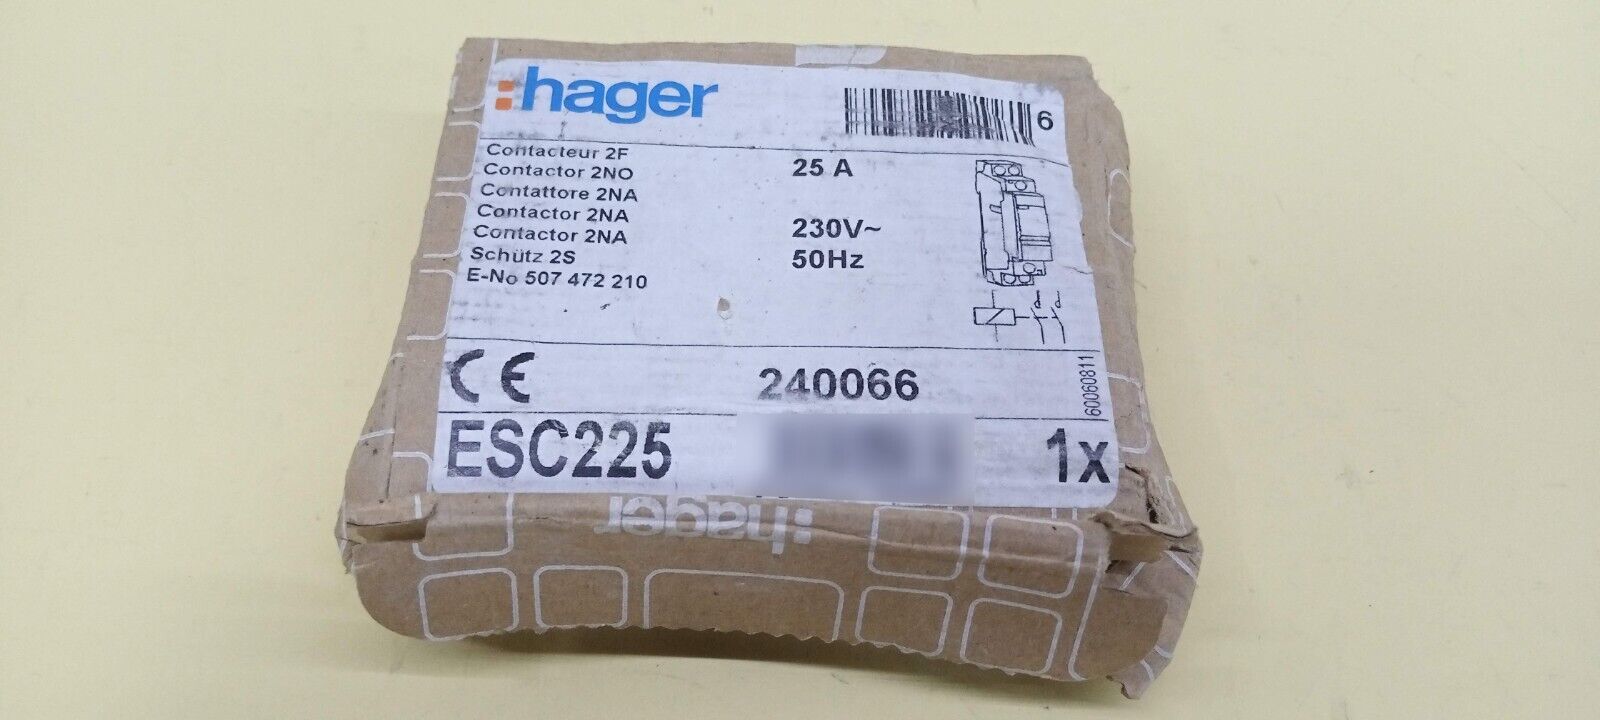 :hager
6
Contacteur 2F
Contactor 2NO
Contattore 2NA
Contactor 2NA
Contactor 2NA
Schütz 2S
E-No 507 472 210
25 A
230V~
50Hz
CE
240066
60060811
ESC225
1x
:hager